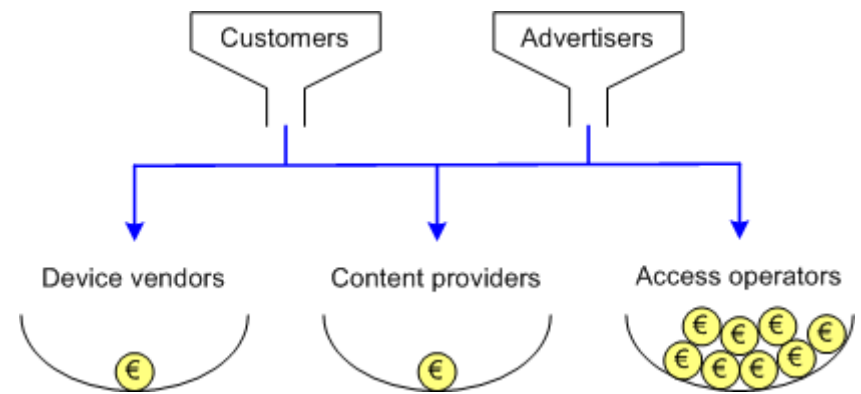 Customers
Advertisers
Device vendors
Content providers
Access operators
€
€
€ € € €
€ € € €